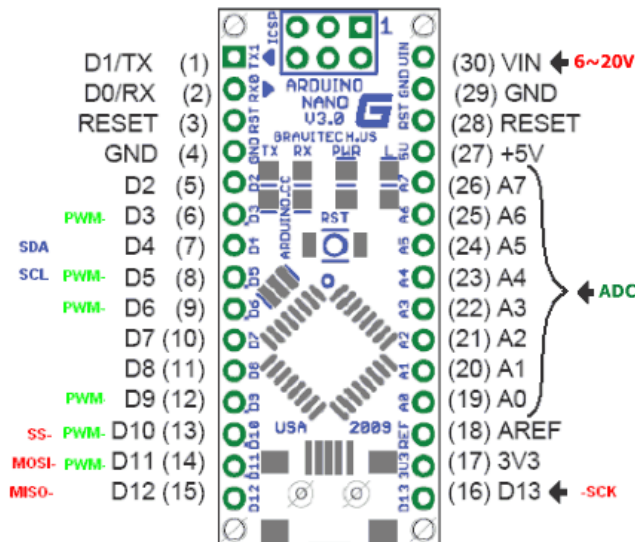 ICSP
1
D1/TX (1)
D0/RX (2)
RESET (3)
GND (4)
D2 (5)
PWM- D3 (6)
SDA D4 (7)
SCL PWM- D5 (8)
PWM- D6 (9)
D7 (10)
D8 (11)
PWM- D9 (12)
SS- PWM- D10 (13)
MOSI- PWM- D11 (14)
MISO- D12 (15)
TX1
RX0
RST
GND
D2
D3
D4
D5
D6
D7
D8
D9
D10
D11
D12
ARDUINO
NANO
V3.0
G
GRAVITECH.US
TX RX PWR L
RST
ARDUINO.CC
USA 2009
VIN
GND
RST
5V
A7
A6
A5
A4
A3
A2
A1
A0
REF
3V3
D13
(30) VIN 6~20V
(29) GND
(28) RESET
(27) +5V
(26) A7
(25) A6
(24) A5
(23) A4
(22) A3
(21) A2
(20) A1
(19) A0
ADC
(18) AREF
(17) 3V3
(16) D13 -SCK